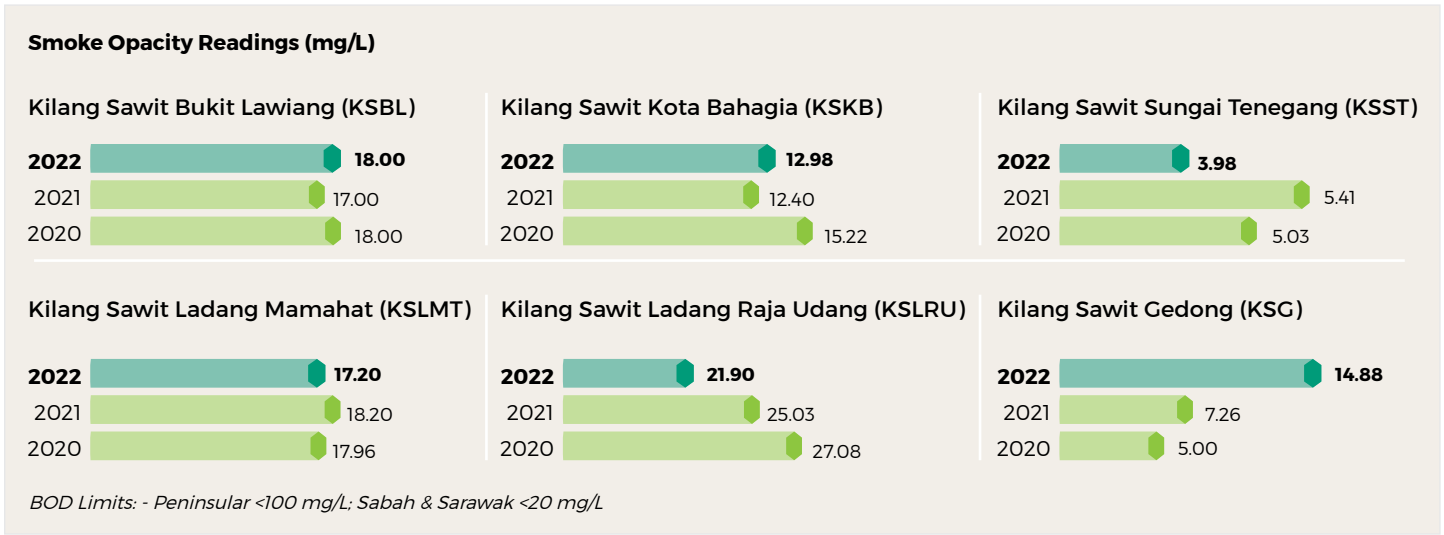 Smoke Opacity Readings (mg/L)
Kilang Sawit Bukit Lawiang (KSBL)
2022 18.00
2021 17.00
2020 18.00
Kilang Sawit Kota Bahagia (KSKB)
2022 12.98
2021 12.40
2020 15.22
Kilang Sawit Sungai Tenegang (KSST)
2022 3.98
2021 5.41
2020 5.03
Kilang Sawit Ladang Mamahat (KSLMT)
2022 17.20
2021 18.20
2020 17.96
Kilang Sawit Ladang Raja Udang (KSLRU)
2022 21.90
2021 25.03
2020 27.08
Kilang Sawit Gedong (KSG)
2022 14.88
2021 7.26
2020 5.00
BOD Limits: - Peninsular <100 mg/L; Sabah & Sarawak <20 mg/L